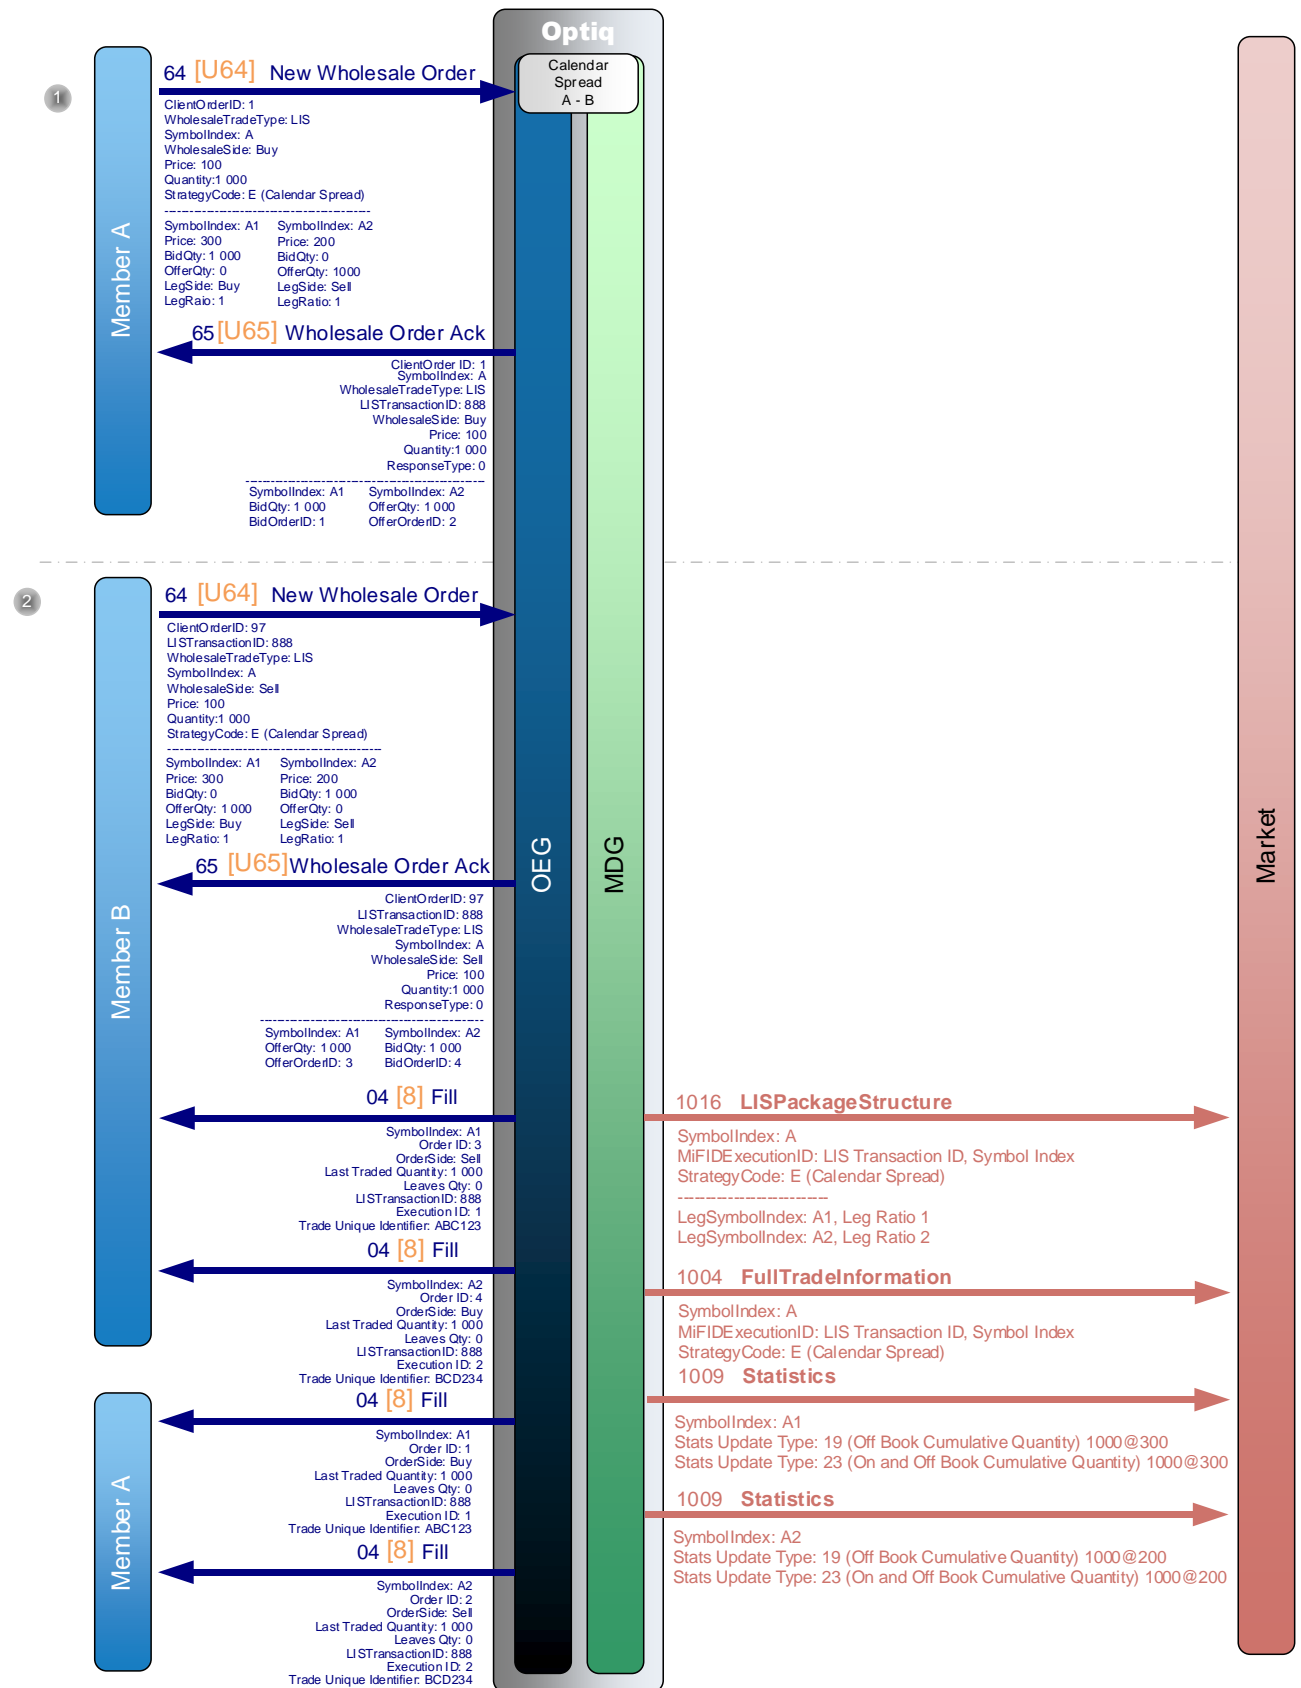 Optiq
Calendar
Spread
A - B
OEG
MDG
Market
1
Member A
64 [U64] New Wholesale Order
ClientOrderID: 1
WholesaleTradeType: LIS
SymbolIndex: A
WholesaleSide: Buy
Price: 100
Quantity:1 000
StrategyCode: E (Calendar Spread)
-------------------------------------------------
SymbolIndex: A1 SymbolIndex: A2
Price: 300 Price: 200
BidQty: 1 000 BidQty: 0
OfferQty: 0 OfferQty: 1000
LegSide: Buy LegSide: Sell
LegRaio: 1 LegRatio: 1
65 [U65] Wholesale Order Ack
ClientOrder ID: 1
SymbolIndex: A
WholesaleTradeType: LIS
LISTransactionID: 888
WholesaleSide: Buy
Price: 100
Quantity:1 000
ResponseType: 0
---------------------------------------------------------
SymbolIndex: A1 SymbolIndex: A2
BidQty: 1 000 OfferQty: 1 000
BidOrderID: 1 OfferOrderID: 2
2
Member B
64 [U64] New Wholesale Order
ClientOrderID: 97
LISTransactionID: 888
WholesaleTradeType: LIS
SymbolIndex: A
WholesaleSide: Sell
Price: 100
Quantity:1 000
StrategyCode: E (Calendar Spread)
---------------------------------------------------
SymbolIndex: A1 SymbolIndex: A2
Price: 300 Price: 200
BidQty: 0 BidQty: 1 000
OfferQty: 1 000 OfferQty: 0
LegSide: Buy LegSide: Sell
LegRatio: 1 LegRatio: 1
65 [U65] Wholesale Order Ack
ClientOrderID: 97
LISTransactionID: 888
WholesaleTradeType: LIS
SymbolIndex: A
WholesaleSide: Sell
Price: 100
Quantity:1 000
ResponseType: 0
-----------------------------------------------------
SymbolIndex: A1 SymbolIndex: A2
OfferQty: 1 000 BidQty: 1 000
OfferOrderID: 3 BidOrderID: 4
04 [8] Fill
SymbolIndex: A1
Order ID: 3
OrderSide: Sell
Last Traded Quantity: 1 000
Leaves Qty: 0
LISTransactionID: 888
Execution ID: 1
Trade Unique Identifier: ABC123
04 [8] Fill
SymbolIndex: A2
Order ID: 4
OrderSide: Buy
Last Traded Quantity: 1 000
Leaves Qty: 0
LISTransactionID: 888
Execution ID: 2
Trade Unique Identifier: BCD234
Member A
04 [8] Fill
SymbolIndex: A1
Order ID: 1
OrderSide: Buy
Last Traded Quantity: 1 000
Leaves Qty: 0
LISTransactionID: 888
Execution ID: 1
Trade Unique Identifier: ABC123
04 [8] Fill
SymbolIndex: A2
Order ID: 2
OrderSide: Sell
Last Traded Quantity: 1 000
Leaves Qty: 0
LISTransactionID: 888
Execution ID: 2
Trade Unique Identifier: BCD234
1016 LISPackageStructure
SymbolIndex: A
MiFIDExecutionID: LIS Transaction ID, Symbol Index
StrategyCode: E (Calendar Spread)
---------------------------
LegSymbolIndex: A1, Leg Ratio 1
LegSymbolIndex: A2, Leg Ratio 2
1004 FullTradeInformation
SymbolIndex: A
MiFIDExecutionID: LIS Transaction ID, Symbol Index
StrategyCode: E (Calendar Spread)
1009 Statistics
SymbolIndex: A1
Stats Update Type: 19 (Off Book Cumulative Quantity) 1000@300
Stats Update Type: 23 (On and Off Book Cumulative Quantity) 1000@300
1009 Statistics
SymbolIndex: A2
Stats Update Type: 19 (Off Book Cumulative Quantity) 1000@200
Stats Update Type: 23 (On and Off Book Cumulative Quantity) 1000@200